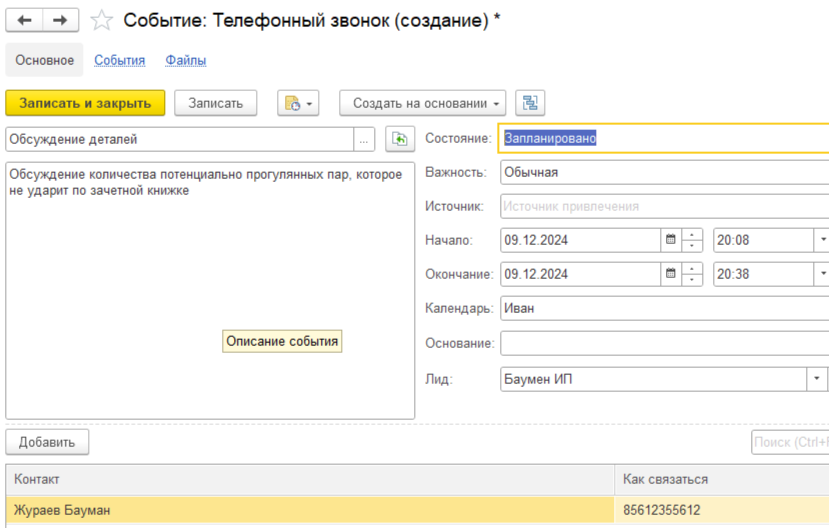 Событие: Телефонный звонок (создание) *
Основное События Файлы
Записать и закрыть Записать Создать на основании
Обсуждение деталей ...
Состояние: Запланировано
Обсуждение количества потенциально прогулянных пар, которое
не ударит по зачетной книжке
Важность: Обычная
Источник: Источник привлечения
Начало: 09.12.2024 20:08
Окончание: 09.12.2024 20:38
Календарь: Иван
Описание события
Основание:
Лид: Баумен ИП
Добавить
Поиск (Ctrl+
Контакт Как связаться
Жураев Бауман 85612355612